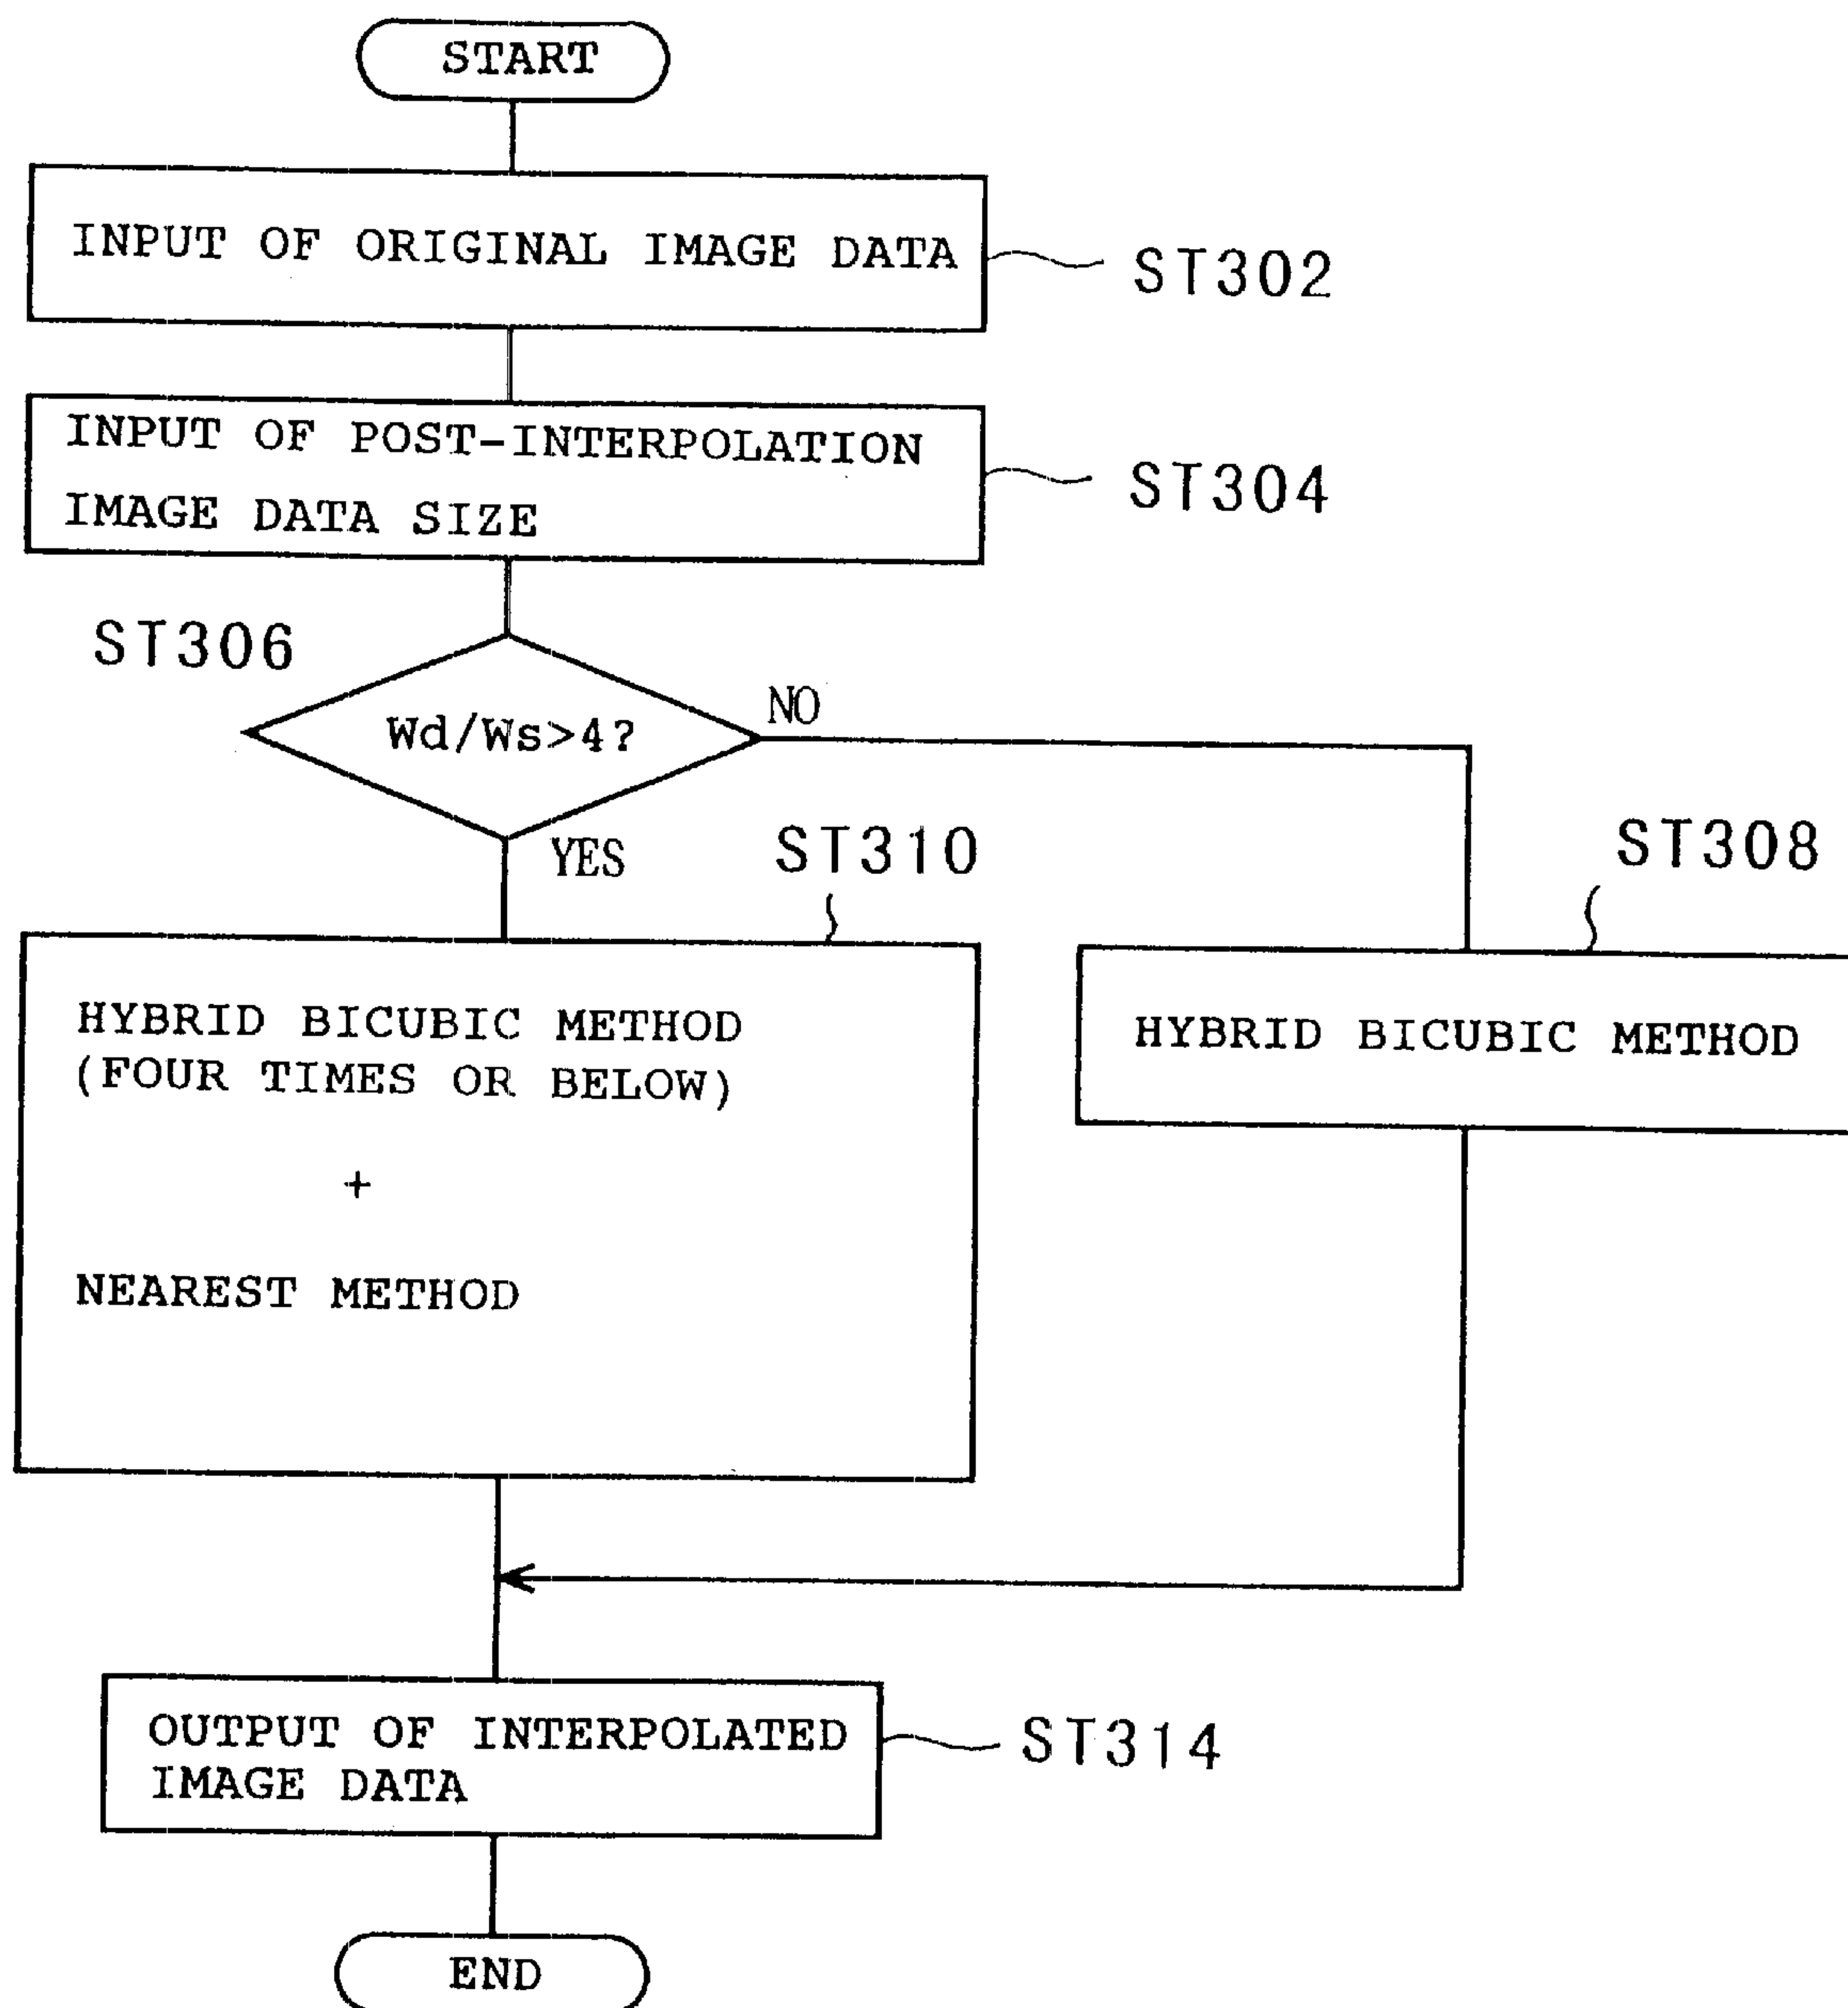 START
INPUT OF ORIGINAL IMAGE DATA
ST302
INPUT OF POST-INTERPOLATION
IMAGE DATA SIZE
ST304
ST306
Wd/Ws>4?
NO
YES
ST310
ST308
HYBRID BICUBIC METHOD
(FOUR TIMES OR BELOW)
+
NEAREST METHOD
HYBRID BICUBIC METHOD
OUTPUT OF INTERPOLATED
IMAGE DATA
ST314
END